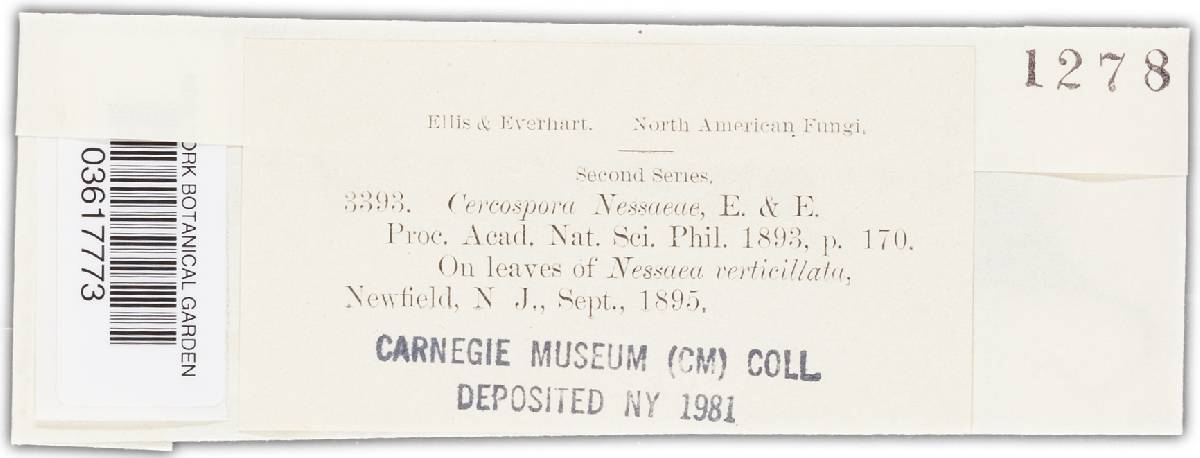 1278
Ellis & Everhart. North American Fungi.
Second Series.
3393. Cercospora Nessaeae, E. & E.
Proc. Acad. Nat. Sci. Phil. 1893, p. 170.
On leaves of Nessaea verticillata,
Newfield, N J., Sept., 1895.
CARNEGIE MUSEUM (CM) COLL
DEPOSITED NY 1981
ORK BOTANICAL GARDEN
03617773